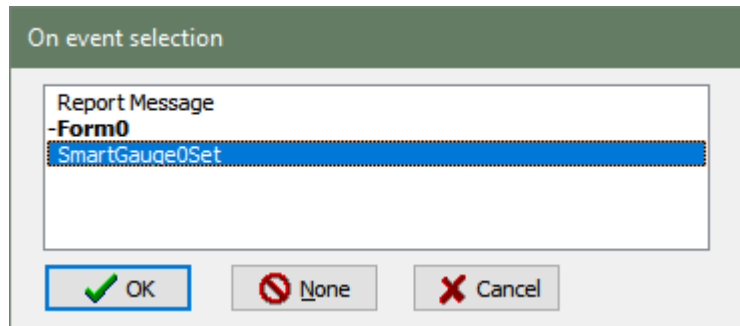 On event selection
Report Message
-Form0
SmartGauge0Set
OK
None
Cancel